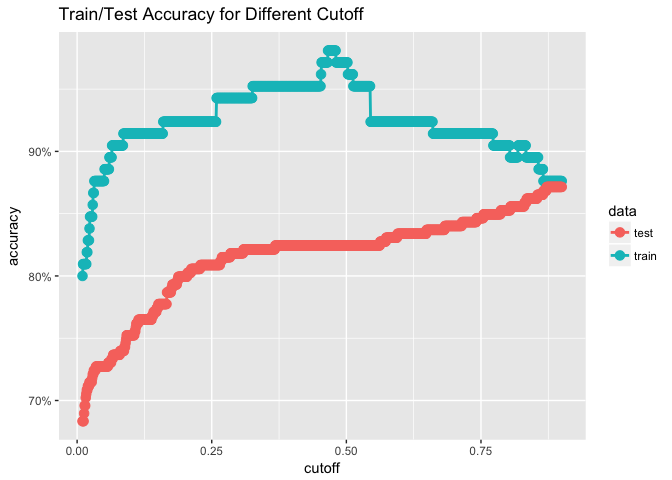 Train/Test Accuracy for Different Cutoff
accuracy
90%
80%
70%
0.00 0.25 0.50 0.75
cutoff
data
test
train